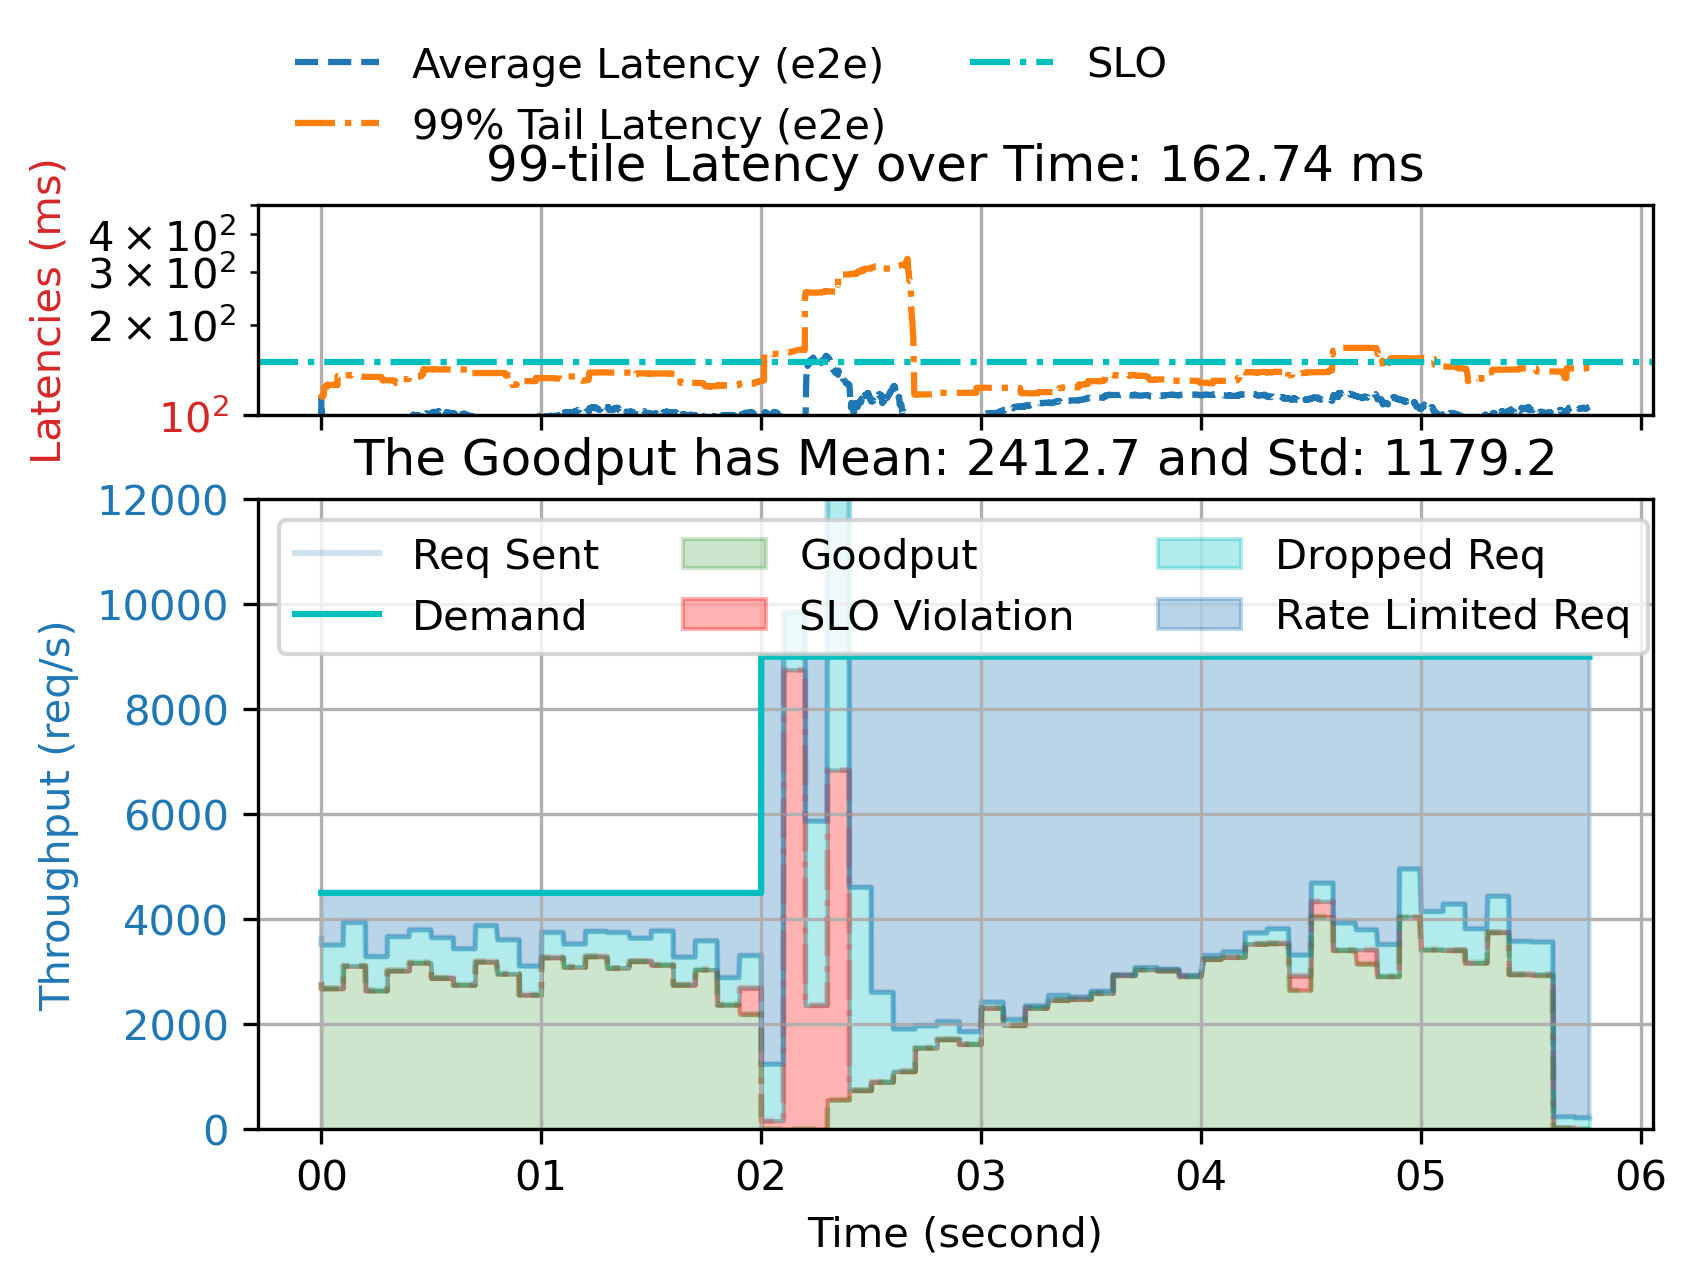 Average Latency (e2e)
SLO
99% Tail Latency (e2e)
99-tile Latency over Time: 162.74 ms
Latencies (ms)
4 × 10²
3 × 10²
2 × 10²
10²
The Goodput has Mean: 2412.7 and Std: 1179.2
Throughput (req/s)
12000
10000
8000
6000
4000
2000
0
Req Sent
Goodput
Dropped Req
Demand
SLO Violation
Rate Limited Req
00 01 02 03 04 05 06
Time (second)